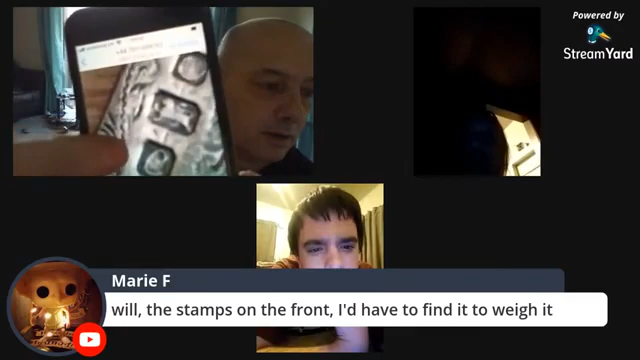 Powered by
StreamYard
Marie F
will, the stamps on the front, I'd have to find it to weigh it